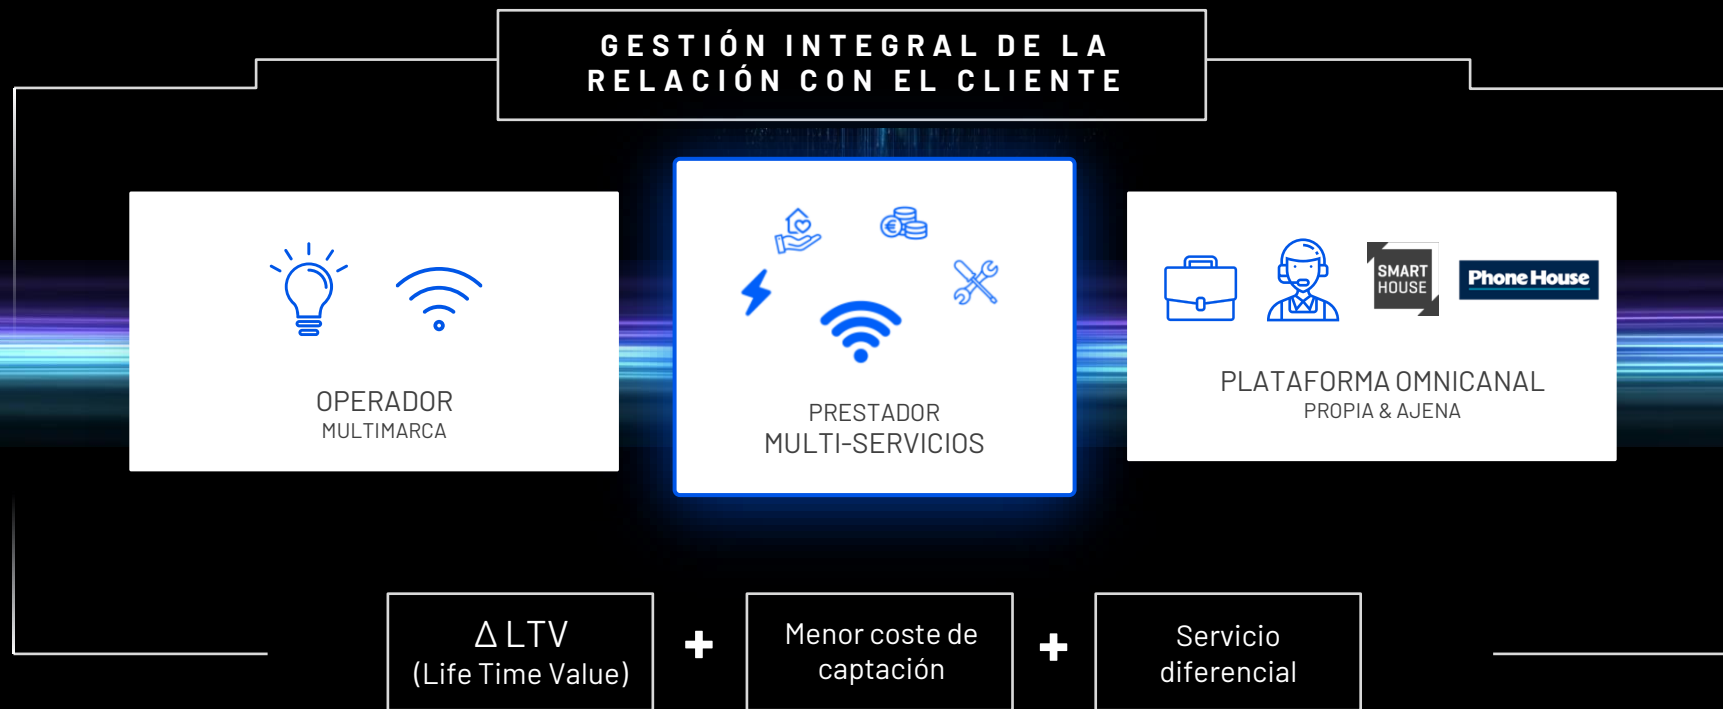 GESTIÓN INTEGRAL DE LA
RELACIÓN CON EL CLIENTE
OPERADOR
MULTIMARCA
PRESTADOR
MULTI-SERVICIOS
SMART
HOUSE
Phone House
PLATAFORMA OMNICANAL
PROPIA & AJENA
Δ LTV
(Life Time Value)
+
Menor coste de
captación
+
Servicio
diferencial